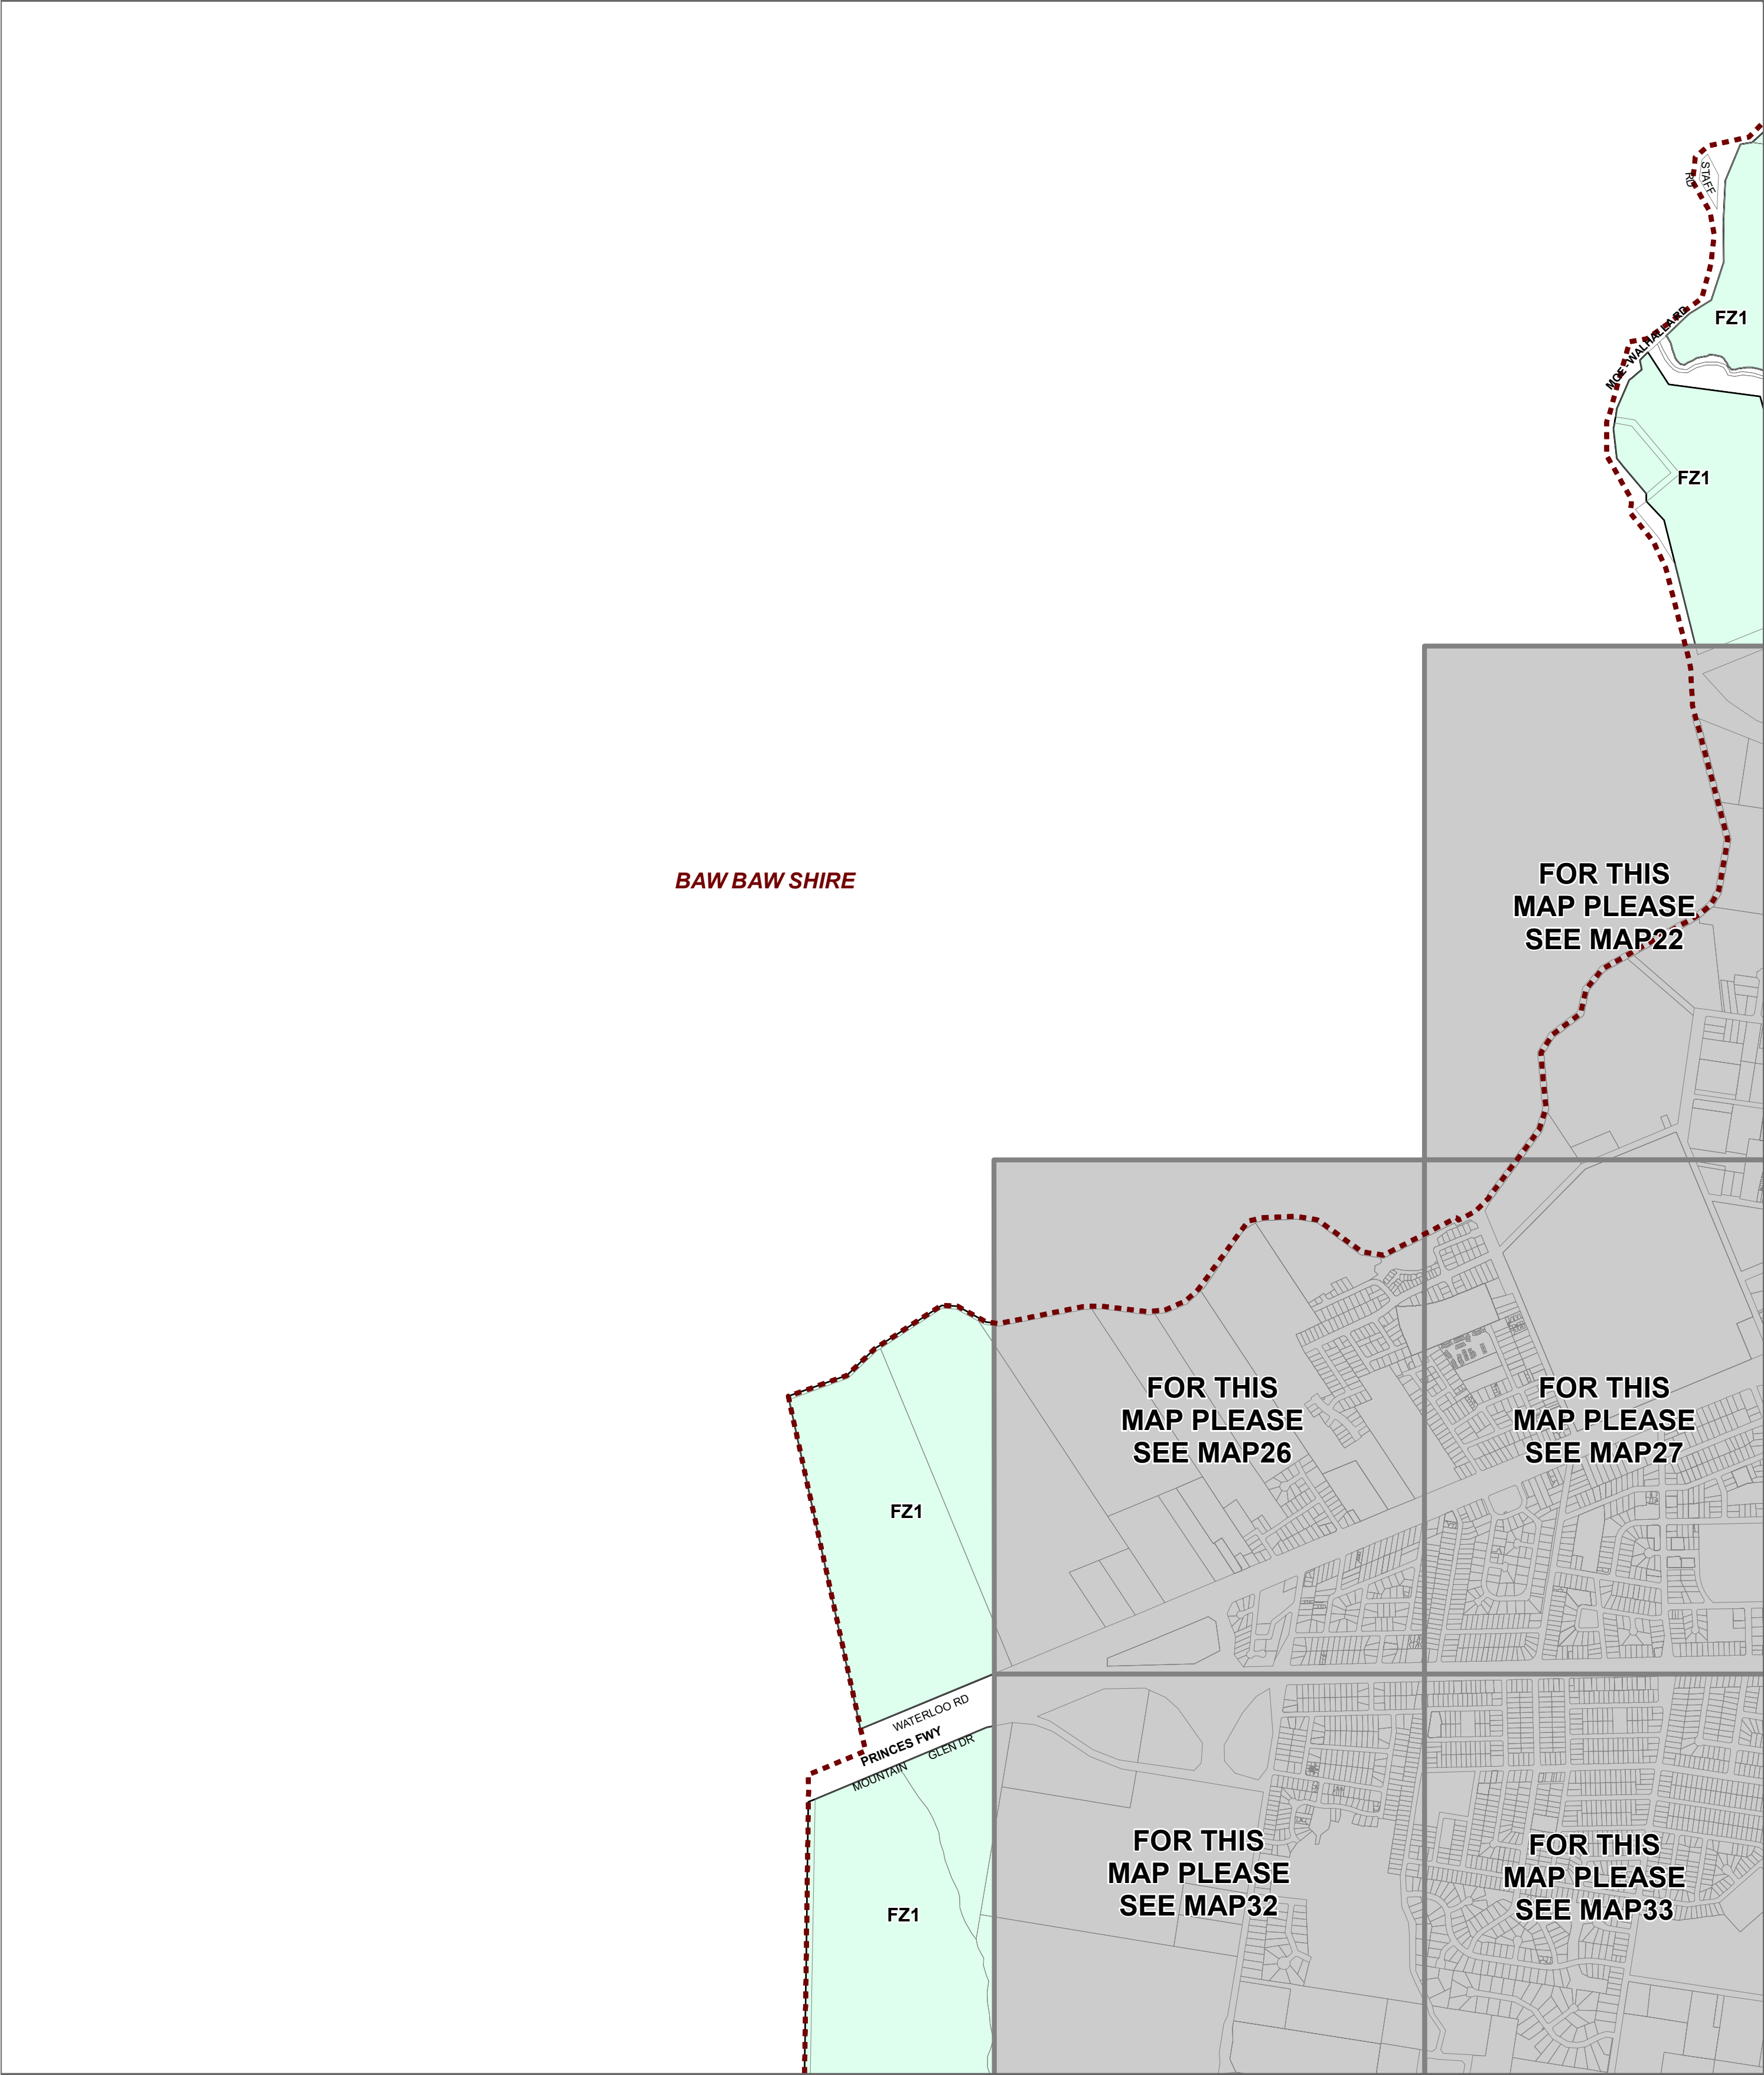 STAFF
RD
FZ1
MOE-WALHALLA RD
FZ1
BAW BAW SHIRE
FOR THIS
MAP PLEASE
SEE MAP22
FOR THIS
MAP PLEASE
SEE MAP26
FOR THIS
MAP PLEASE
SEE MAP27
FZ1
WATERLOO RD
PRINCES FWY
MOUNTAIN GLEN DR
FOR THIS
MAP PLEASE
SEE MAP32
FOR THIS
MAP PLEASE
SEE MAP33
FZ1